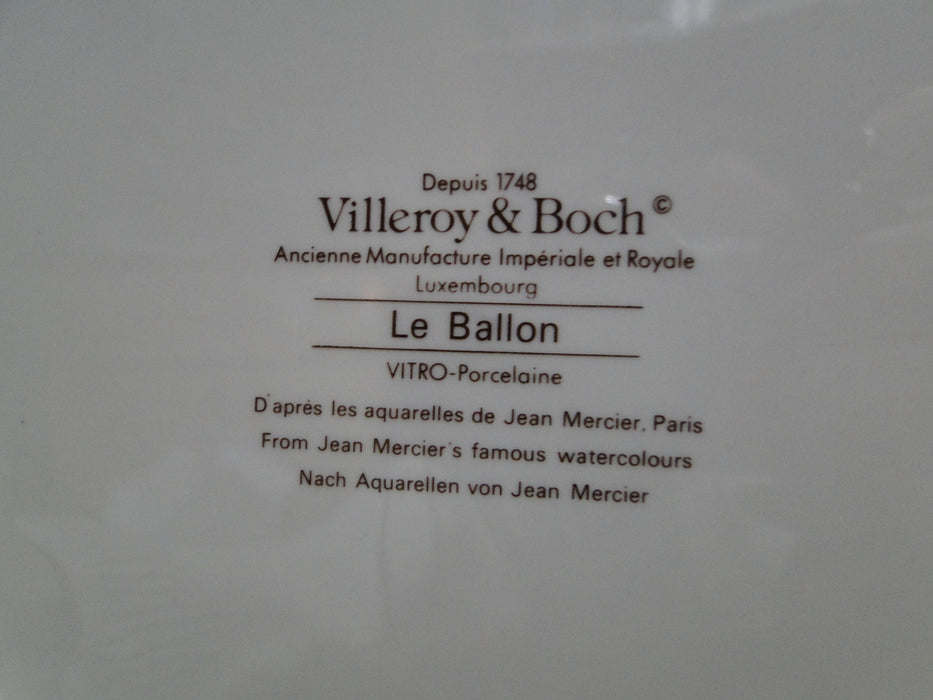 Depuis 1748
Villeroy & Boch ©
Ancienne Manufacture Impériale et Royale
Luxembourg
Le Ballon
VITRO-Porcelaine
D'après les aquarelles de Jean Mercier, Paris
From Jean Mercier's famous watercolours
Nach Aquarellen von Jean Mercier